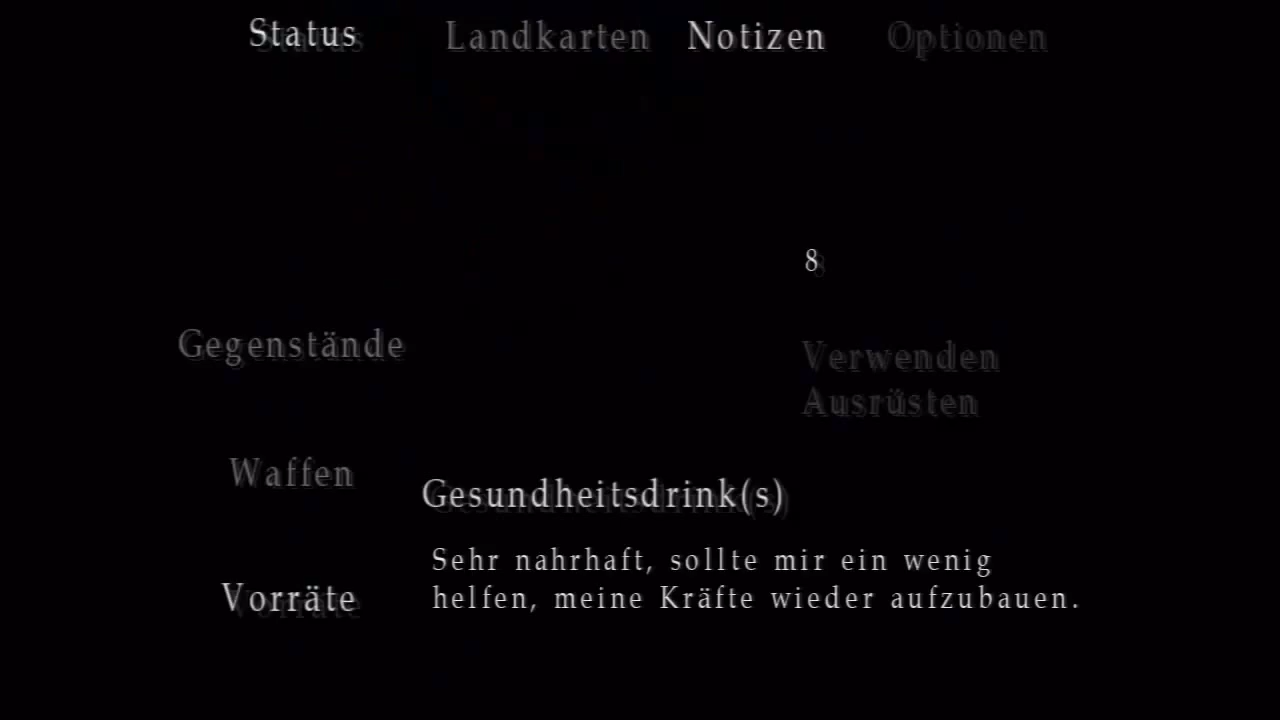 Status Landkarten Notizen Optionen
8
Gegenstände
Verwenden
Ausrüsten
Waffen
Gesundheitsdrink(s)
Sehr nahrhaft, sollte mir ein wenig
helfen, meine Kräfte wieder aufzubauen.
Vorräte